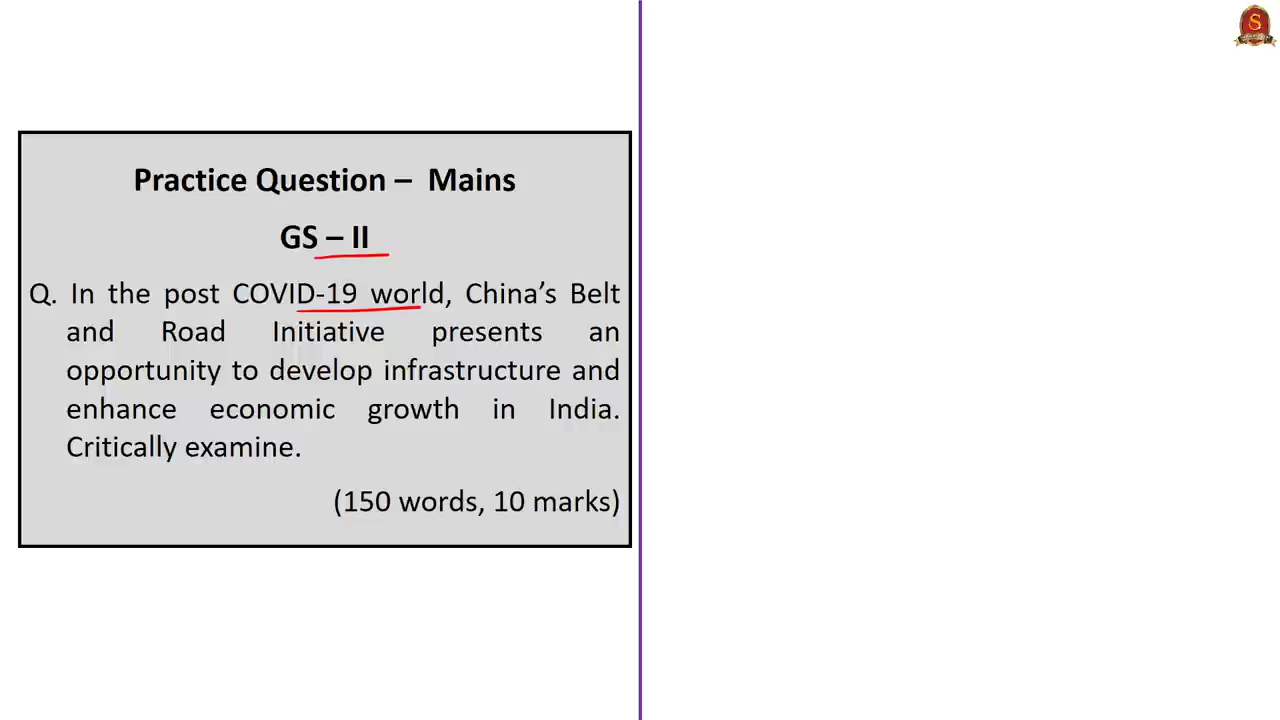 Practice Question – Mains
GS – II
Q. In the post COVID-19 world, China's Belt
and Road Initiative presents an
opportunity to develop infrastructure and
enhance economic growth in India.
Critically examine.
(150 words, 10 marks)
S